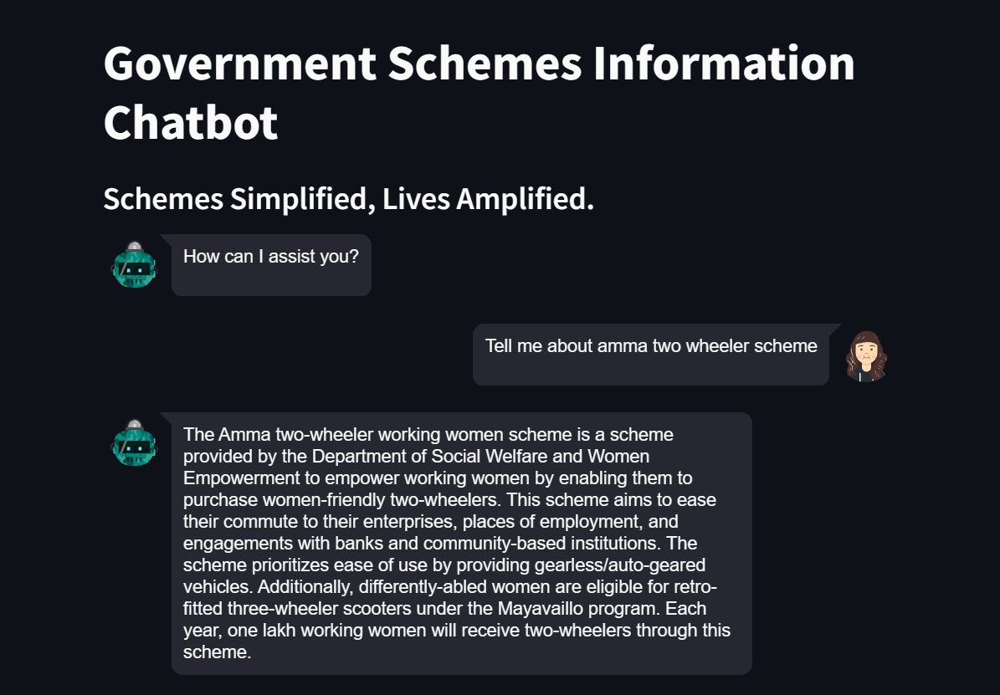 Government Schemes Information
Chatbot
Schemes Simplified, Lives Amplified.
How can I assist you?
Tell me about amma two wheeler scheme
The Amma two-wheeler working women scheme is a scheme
provided by the Department of Social Welfare and Women
Empowerment to empower working women by enabling them to
purchase women-friendly two-wheelers. This scheme aims to ease
their commute to their enterprises, places of employment, and
engagements with banks and community-based institutions. The
scheme prioritizes ease of use by providing gearless/auto-geared
vehicles. Additionally, differently-abled women are eligible for retro-
fitted three-wheeler scooters under the Mayavaillo program. Each
year, one lakh working women will receive two-wheelers through this
scheme.